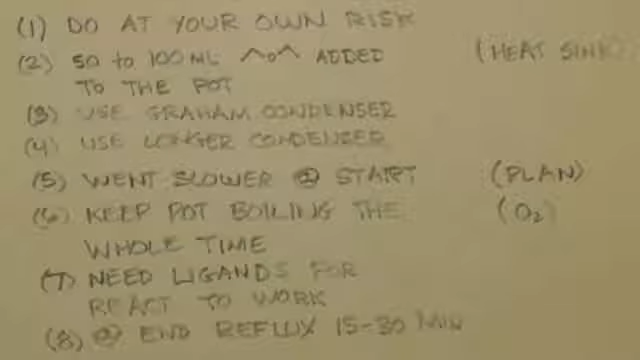 (1) DO AT YOUR OWN RISK
(2) 50 to 100 ML ^o^ ADDED (HEAT SINK)
TO THE POT
(3) USE GRAHAM CONDENSER
(4) USE LONGER CONDENSER
(5) WENT SLOWER @ START (PLAN)
(6) KEEP POT BOILING THE (O₂)
WHOLE TIME
(7) NEED LIGANDS FOR
REACT TO WORK
(8) @ END REFLUX 15-30 MIN